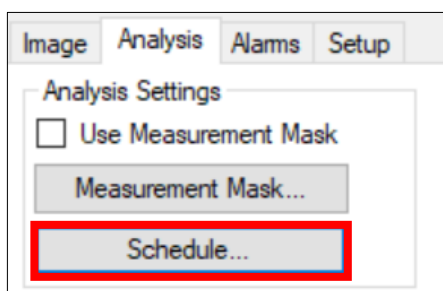 Image Analysis Alarms Setup
Analysis Settings
Use Measurement Mask
Measurement Mask...
Schedule...